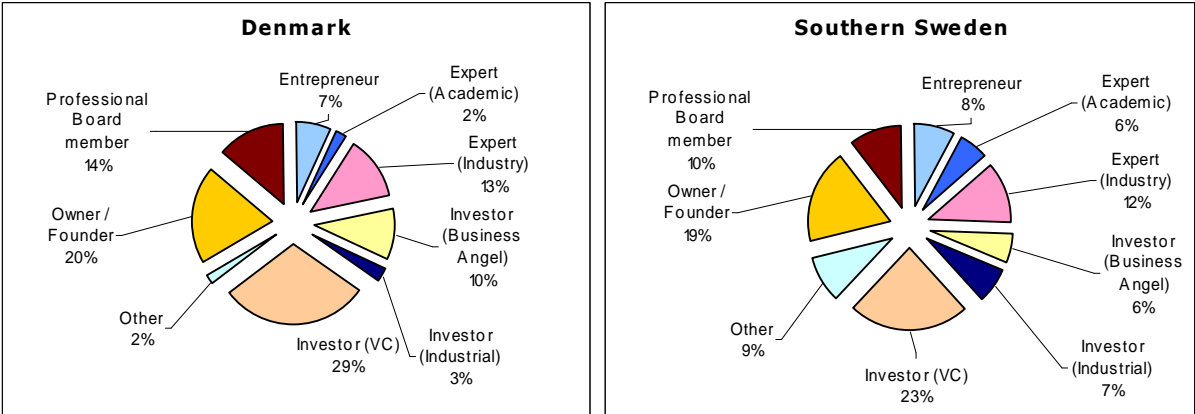 Denmark
Entrepreneur
7%
Expert
(Academic)
2%
Expert
(Industry)
13%
Investor
(Business
Angel)
10%
Investor
(Industrial)
3%
Investor (VC)
29%
Other
2%
Owner /
Founder
20%
Professional
Board
member
14%
Southern Sweden
Entrepreneur
8%
Expert
(Academic)
6%
Expert
(Industry)
12%
Investor
(Business
Angel)
6%
Investor
(Industrial)
7%
Investor (VC)
23%
Other
9%
Owner /
Founder
19%
Professional
Board
member
10%